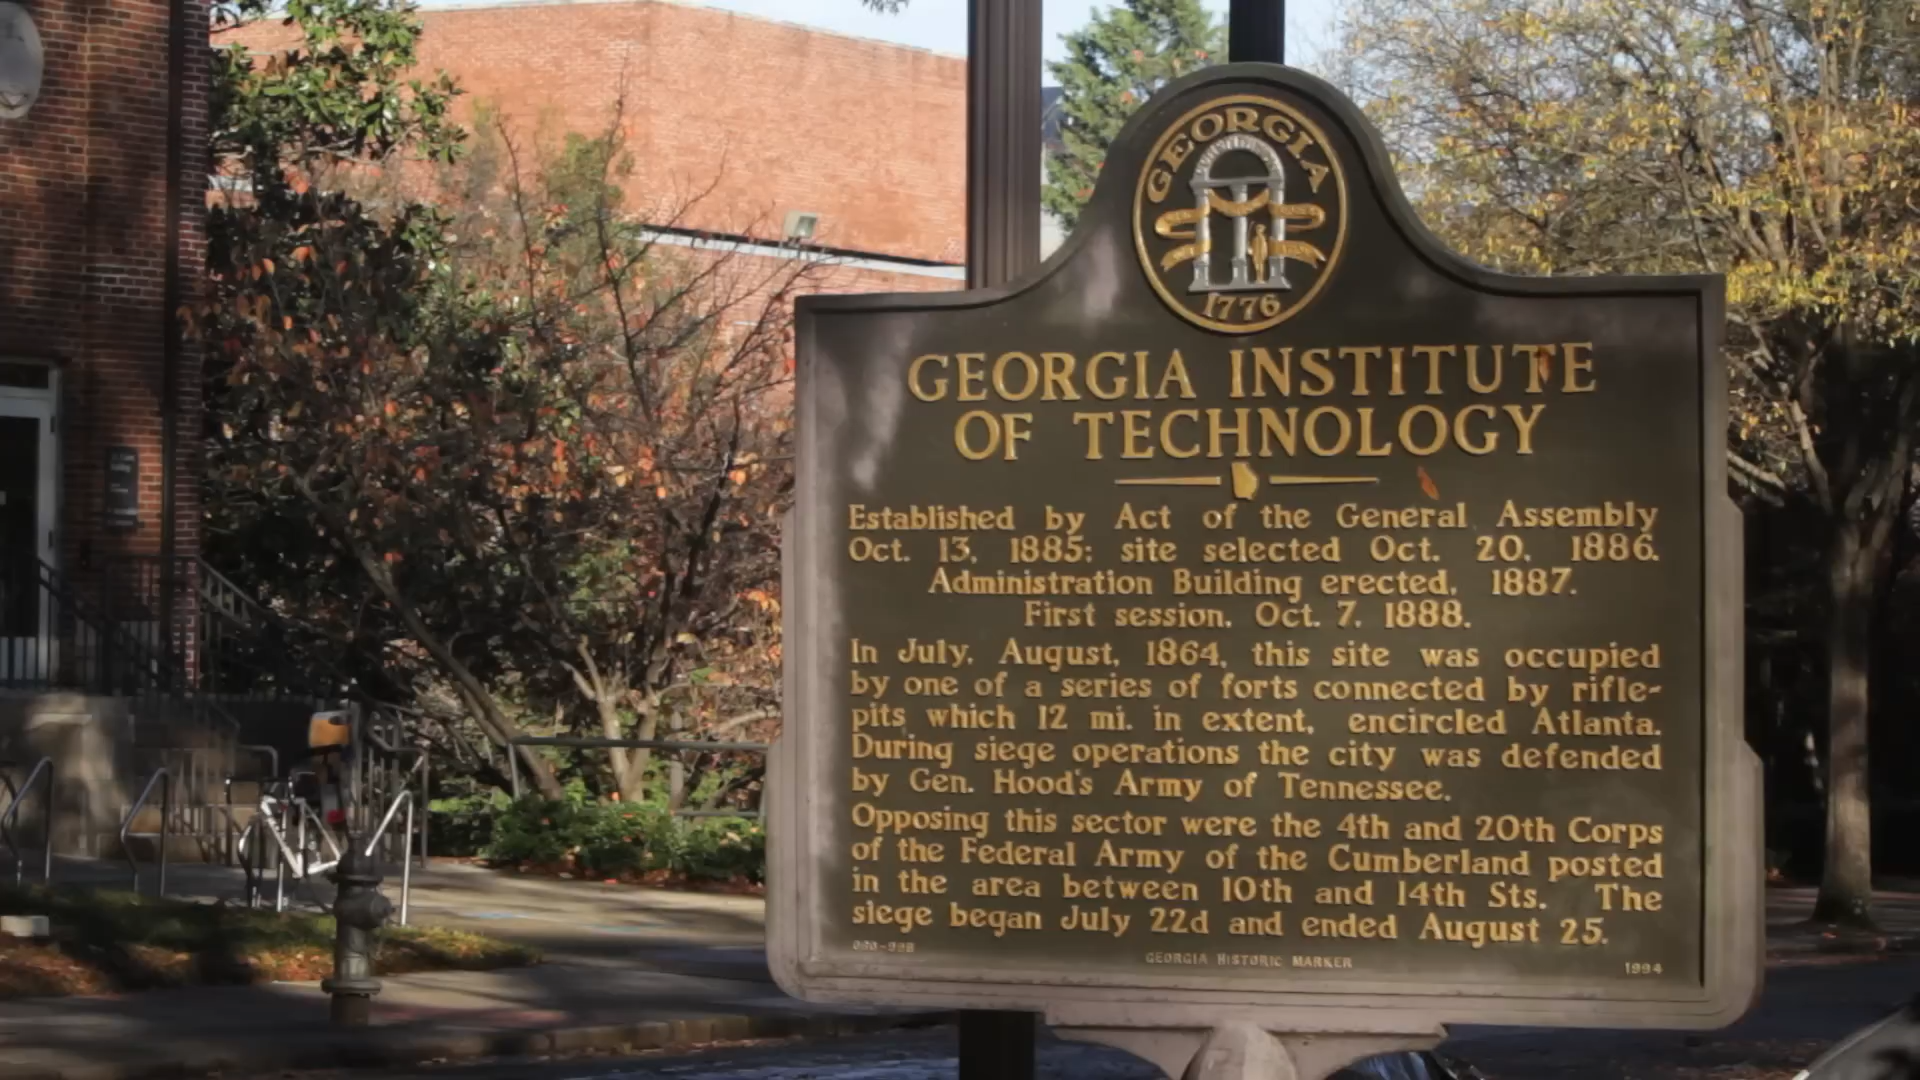 GEORGIA
1776
GEORGIA INSTITUTE
OF TECHNOLOGY
Established by Act of the General Assembly
Oct. 13, 1885; site selected Oct. 20, 1886.
Administration Building erected, 1887.
First session, Oct. 7, 1888.
In July, August, 1864, this site was occupied
by one of a series of forts connected by rifle-
pits which 12 mi. in extent, encircled Atlanta.
During siege operations the city was defended
by Gen. Hood's Army of Tennessee.
Opposing this sector were the 4th and 20th Corps
of the Federal Army of the Cumberland posted
in the area between 10th and 14th Sts. The
siege began July 22d and ended August 25.
GEORGIA HISTORIC MARKER
1994